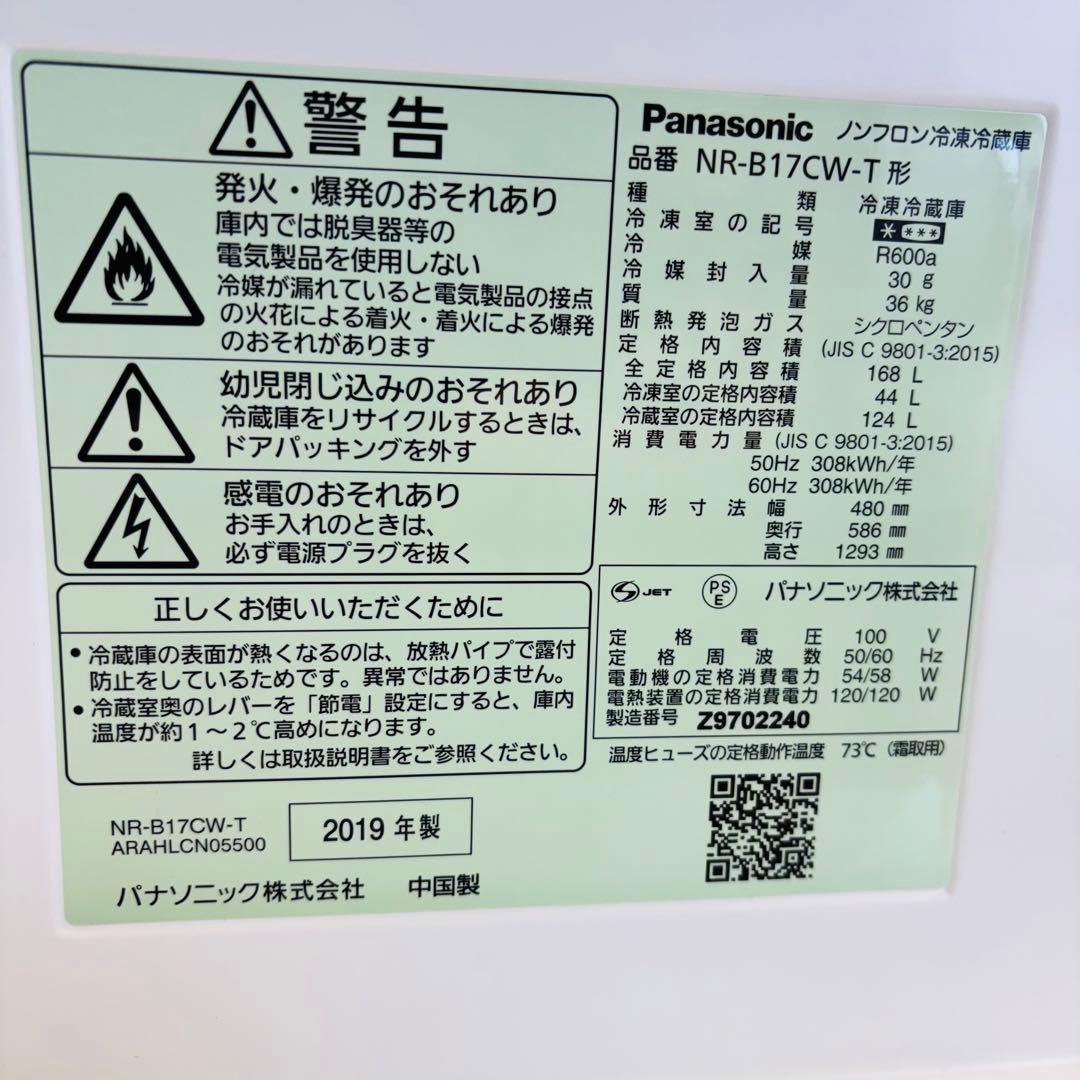 警告
発火・爆発のおそれあり
庫内では脱臭器等の
電気製品を使用しない
冷媒が漏れていると電気製品の接点
の火花による着火・着火による爆発
のおそれがあります
幼児閉じ込みのおそれあり
冷蔵庫をリサイクルするときは、
ドアパッキングを外す
感電のおそれあり
お手入れのときは、
必ず電源プラグを抜く
正しくお使いいただくために
・冷蔵庫の表面が熱くなるのは、放熱パイプで露付
防止をしているためです。異常ではありません。
・冷蔵室奥のレバーを「節電」設定にすると、庫内
温度が約1～2℃高めになります。
詳しくは取扱説明書をご参照ください。
NR-B17CW-T
ARAHLCN05500
2019 年製
パナソニック株式会社 中国製
Panasonic ノンフロン冷凍冷蔵庫
品番 NR-B17CW-T 形
種類 冷凍冷蔵庫
冷凍室の記号 ****
冷媒 R600a
冷媒封入量 30 g
質量 36 kg
断熱発泡ガス シクロペンタン
定格内容積 (JIS C 9801-3:2015)
全定格内容積 168 L
冷凍室の定格内容積 44 L
冷蔵室の定格内容積 124 L
消費電力量 (JIS C 9801-3:2015)
50Hz 308kWh/年
60Hz 308kWh/年
外形寸法 幅 480 mm
奥行 586 mm
高さ 1293 mm
S JET PSE パナソニック株式会社
定格電圧 100 V
定格周波数 50/60 Hz
電動機の定格消費電力 54/58 W
電熱装置の定格消費電力 120/120 W
製造番号 Z9702240
温度ヒューズの定格動作温度 73℃ (霜取用)